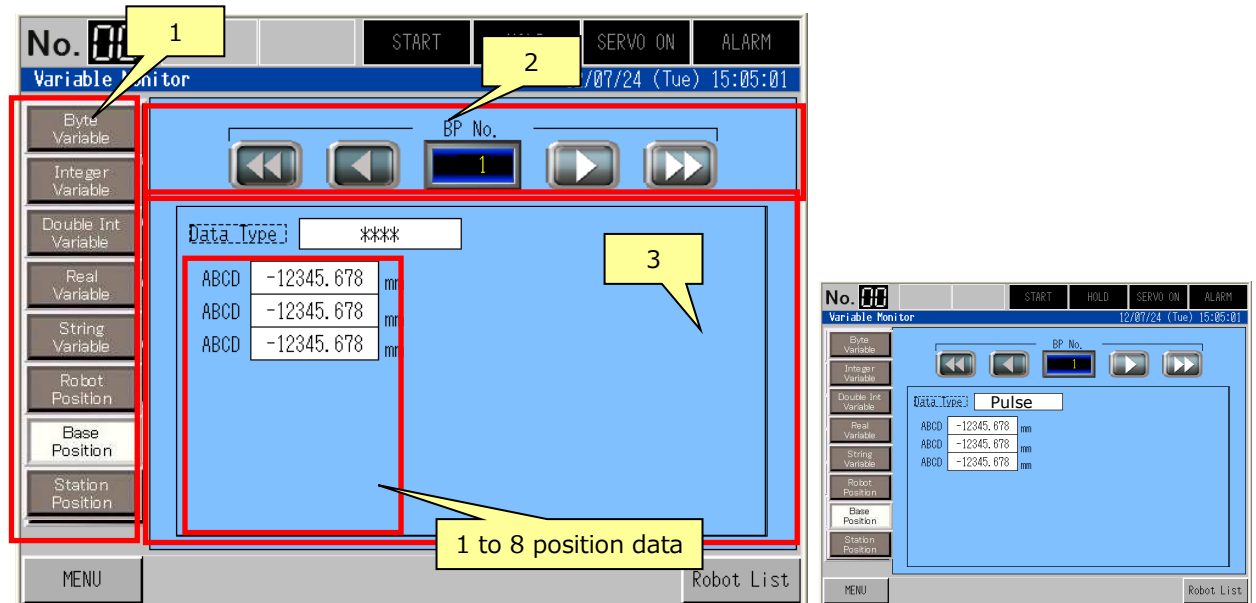 No. 00
START
SERVO ON
ALARM
Variable Monitor
/07/24 (Tue) 15:05:01
1
2
Byte
Variable
Integer
Variable
Double Int
Variable
Real
Variable
String
Variable
Robot
Position
Base
Position
Station
Position
BP No.
1
Data Type
****
ABCD -12345.678 mm
ABCD -12345.678 mm
ABCD -12345.678 mm
3
1 to 8 position data
MENU
Robot List
No. 00
START
HOLD
SERVO ON
ALARM
Variable Monitor
12/07/24 (Tue) 15:05:01
Byte
Variable
Integer
Variable
Double Int
Variable
Real
Variable
String
Variable
Robot
Position
Base
Position
Station
Position
BP No.
1
Data Type
Pulse
ABCD -12345.678 mm
ABCD -12345.678 mm
ABCD -12345.678 mm
MENU
Robot List